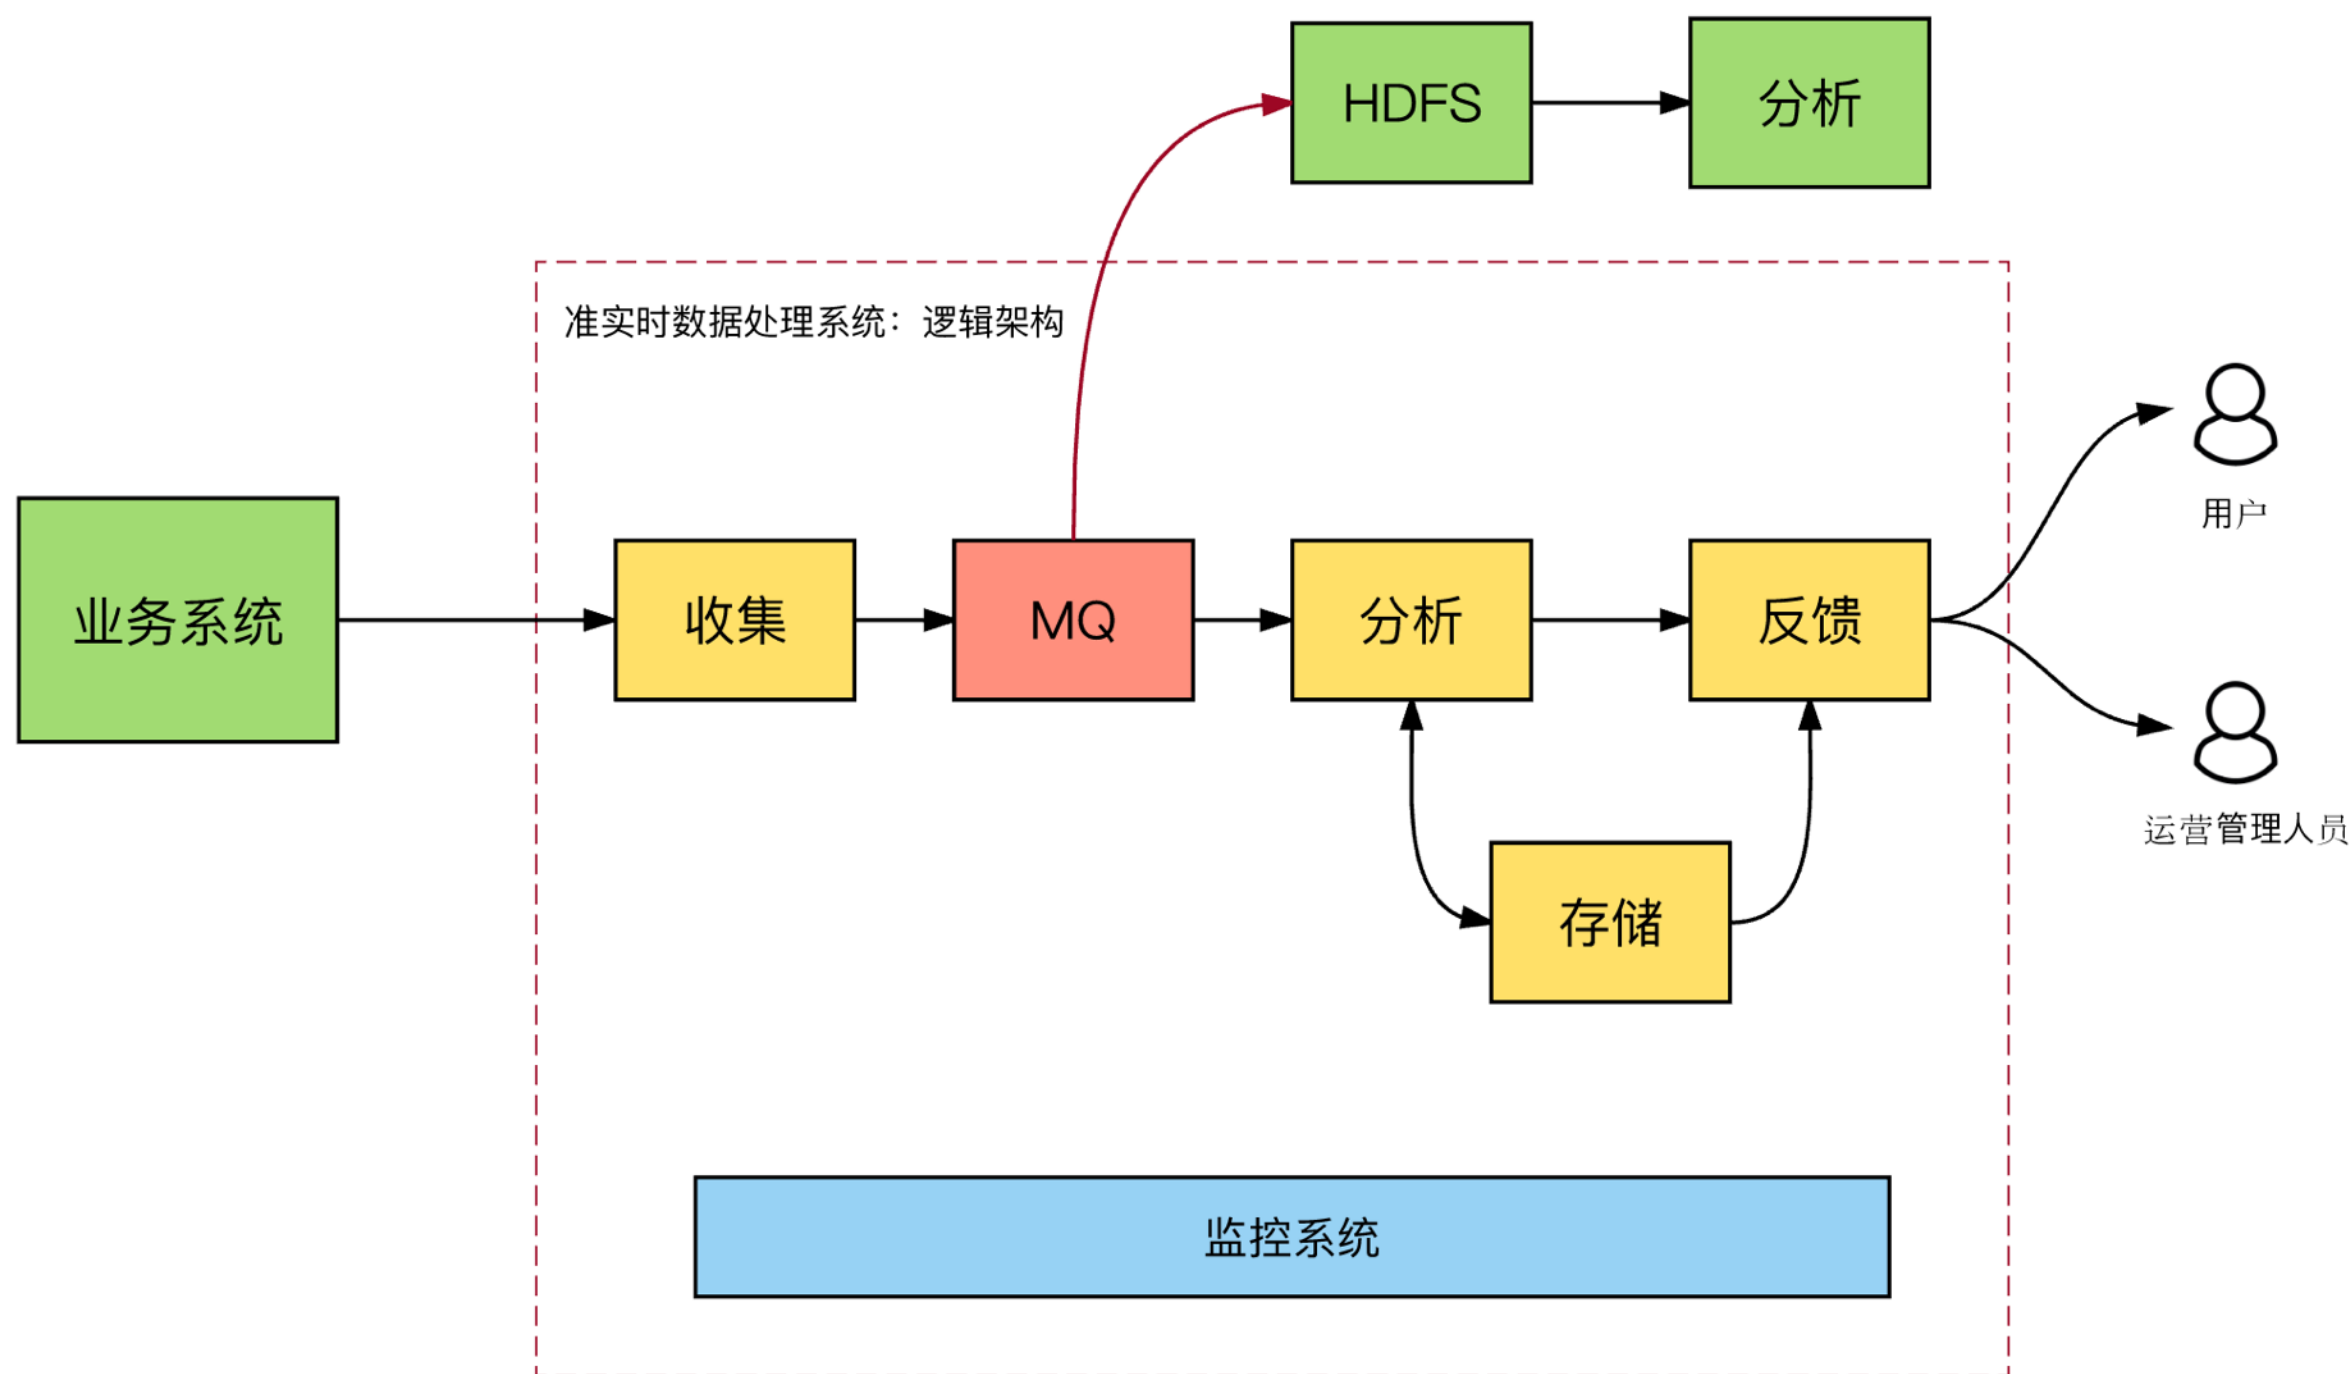 HDFS
分析
准实时数据处理系统：逻辑架构
业务系统
收集
MQ
分析
反馈
用户
运营管理人员
存储
监控系统